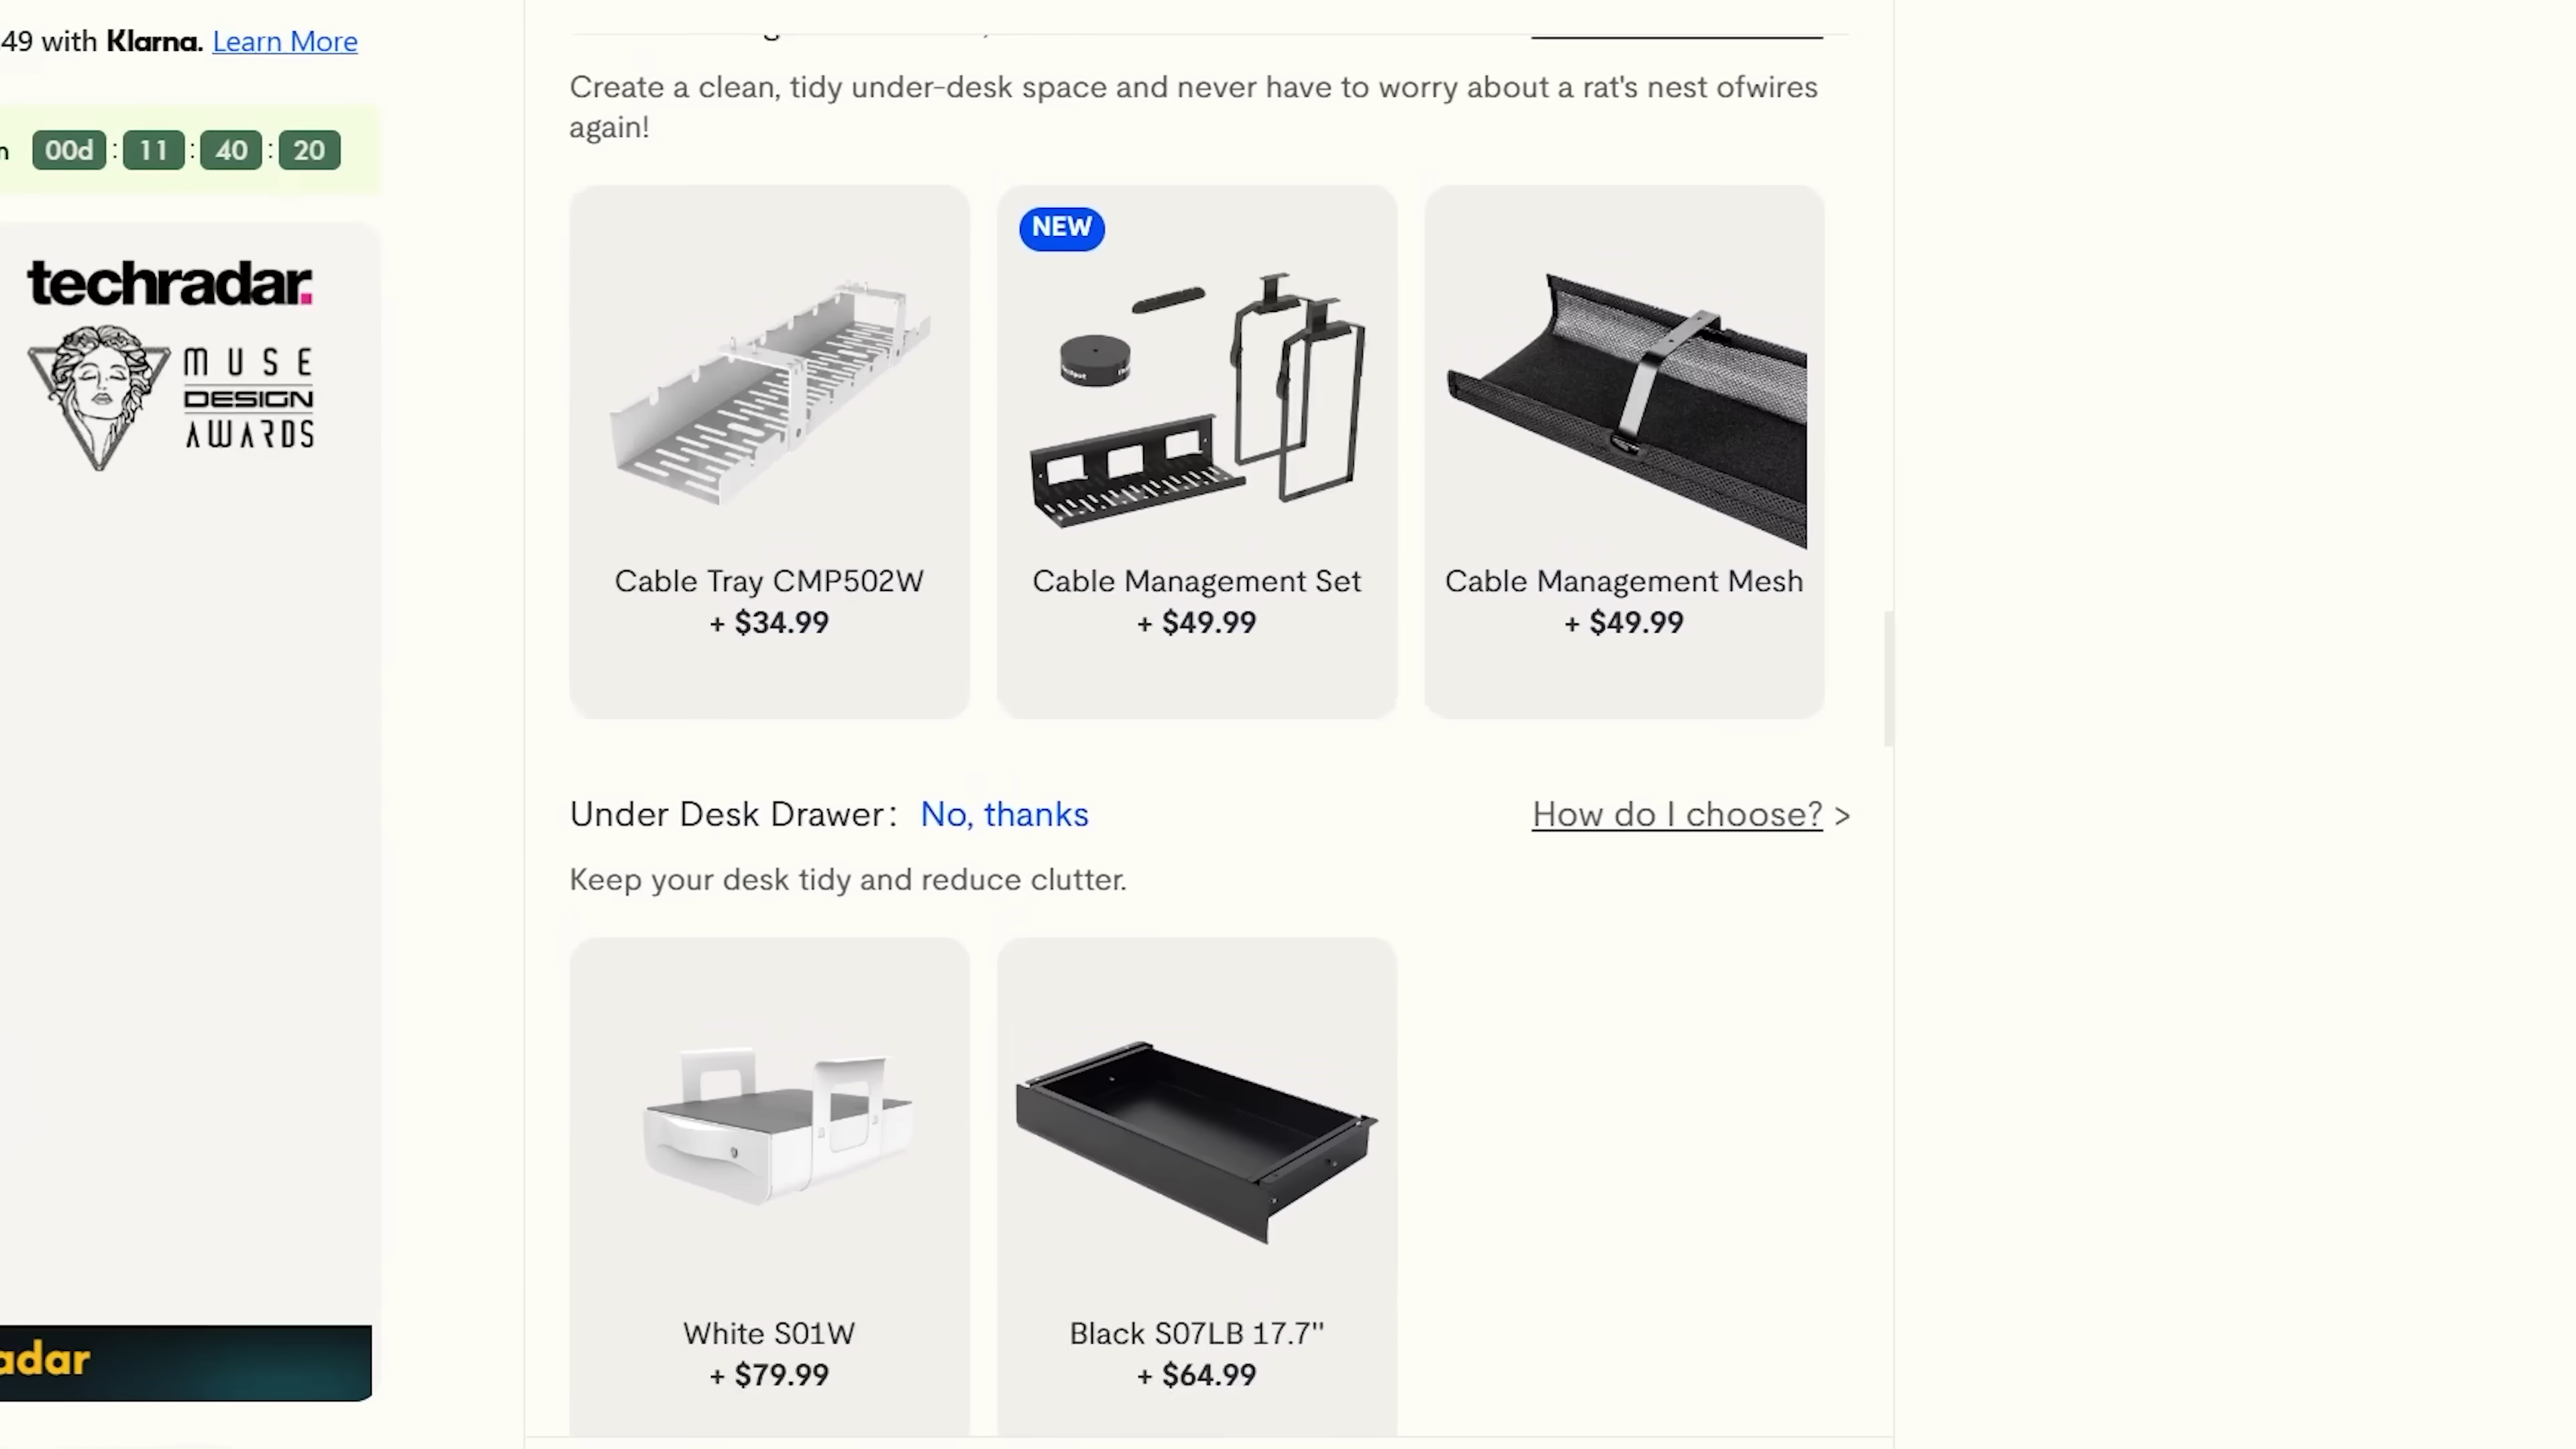 49 with Klarna. Learn More
00d : 11 : 40 : 20
techradar.
MUSE
DESIGN
AWARDS
adar
Create a clean, tidy under-desk space and never have to worry about a rat's nest ofwires
again!
NEW
Cable Tray CMP502W
+ $34.99
Cable Management Set
+ $49.99
Cable Management Mesh
+ $49.99
Under Desk Drawer: No, thanks
How do I choose? >
Keep your desk tidy and reduce clutter.
White S01W
+ $79.99
Black S07LB 17.7"
+ $64.99